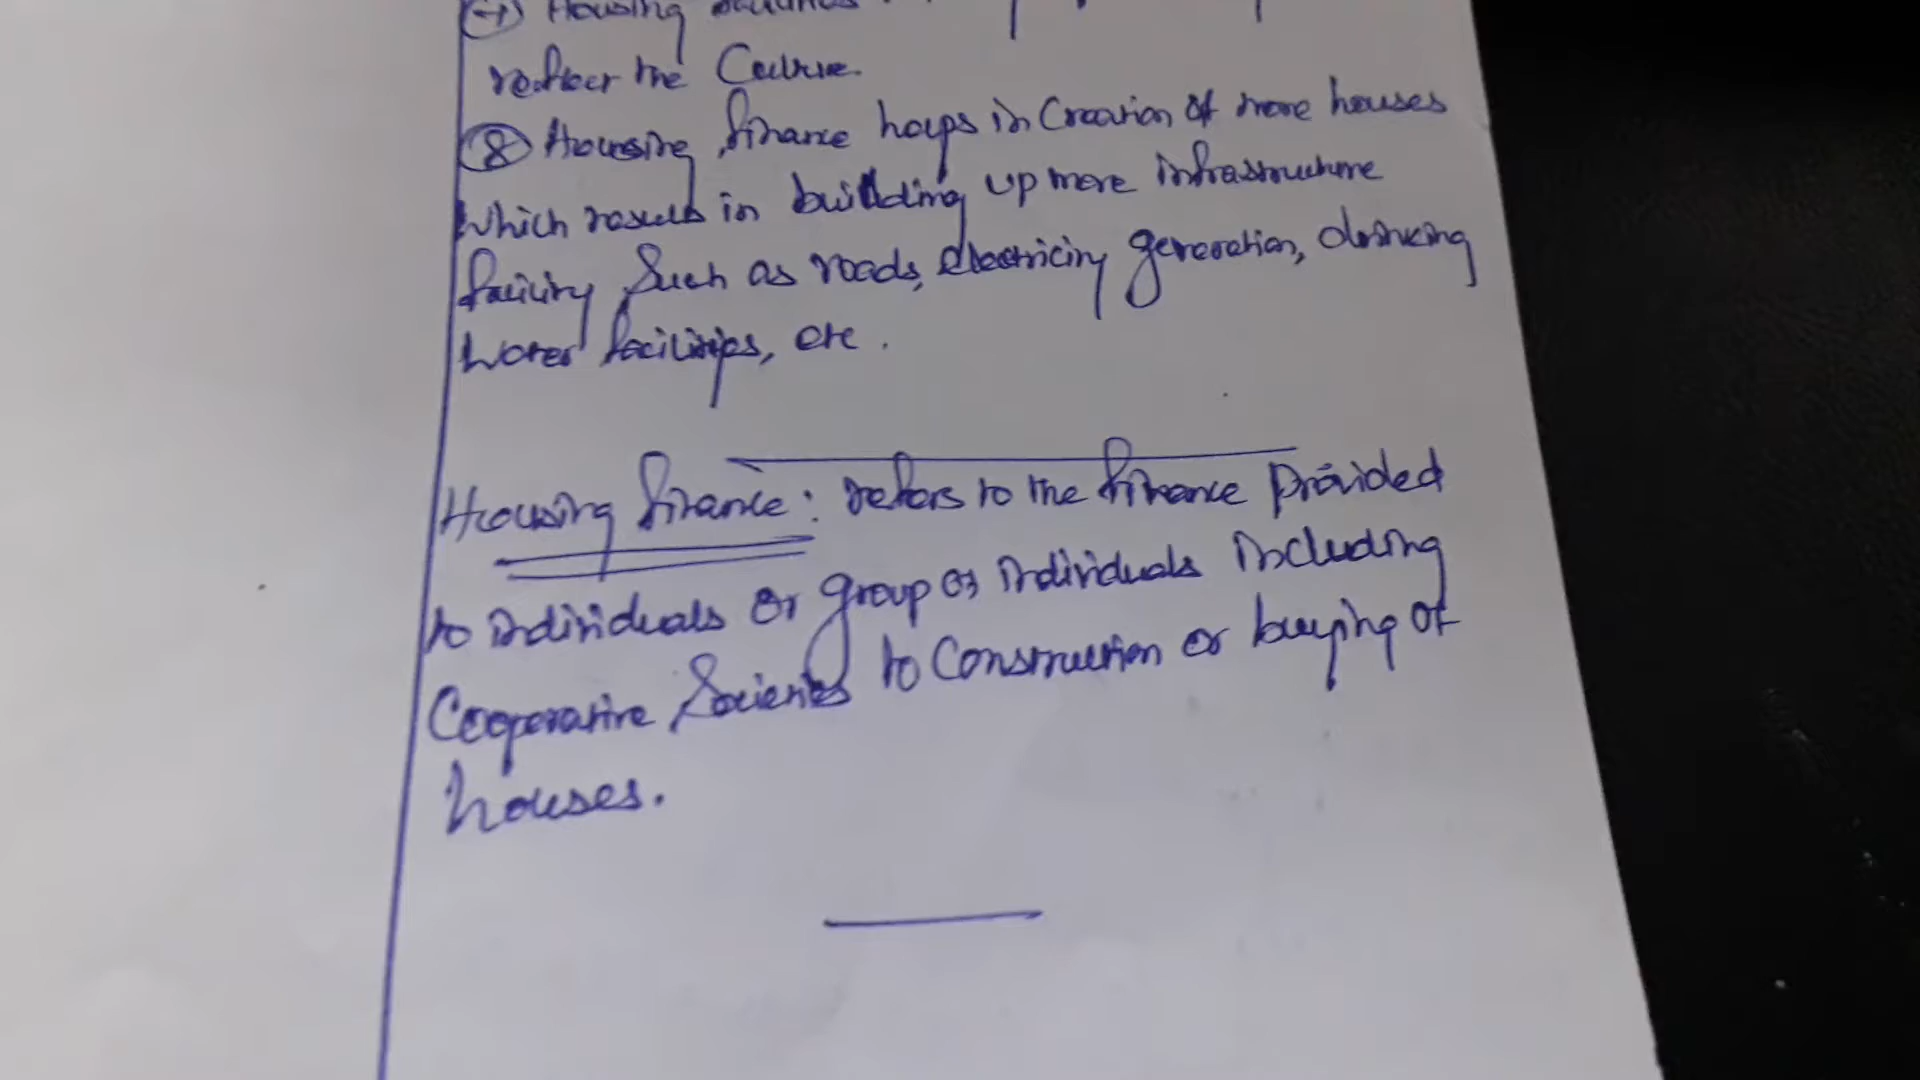 Housing
reflect the Culture.
⑧ Housing finance helps in Creation of more houses
which results in building up more infrastructure
facility Such as roads, electricity generation, drinking
water facilities, etc.
Housing finance: refers to the finance Provided
to individuals or group of individuals including
Cooperative Societies to Construction or buying of
houses.